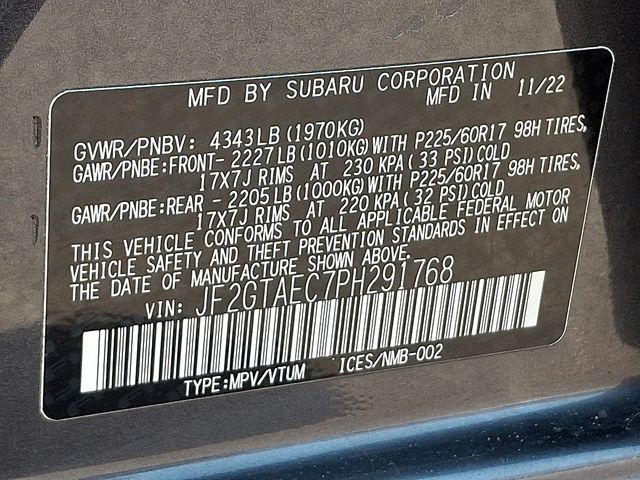 MFD BY SUBARU CORPORATION
MFD IN 11/22
GVWR/PNBV: 4343LB(1970KG)
GAWR/PNBE:FRONT- 2227LB(1010KG)WITH P225/60R17 98H TIRES,
17X7J RIMS AT 230 KPA(33 PSI)COLD
GAWR/PNBE:REAR - 2205LB(1000KG)WITH P225/60R17 98H TIRES,
17X7J RIMS AT 220 KPA(32 PSI)COLD
THIS VEHICLE CONFORMS TO ALL APPLICABLE FEDERAL MOTOR
VEHICLE SAFETY AND THEFT PREVENTION STANDARDS IN EFFECT ON
THE DATE OF MANUFACTURE SHOWN ABOVE.
VIN: JF2GTAEC7PH291768
TYPE:MPV/VTUM ICES/NMB-002